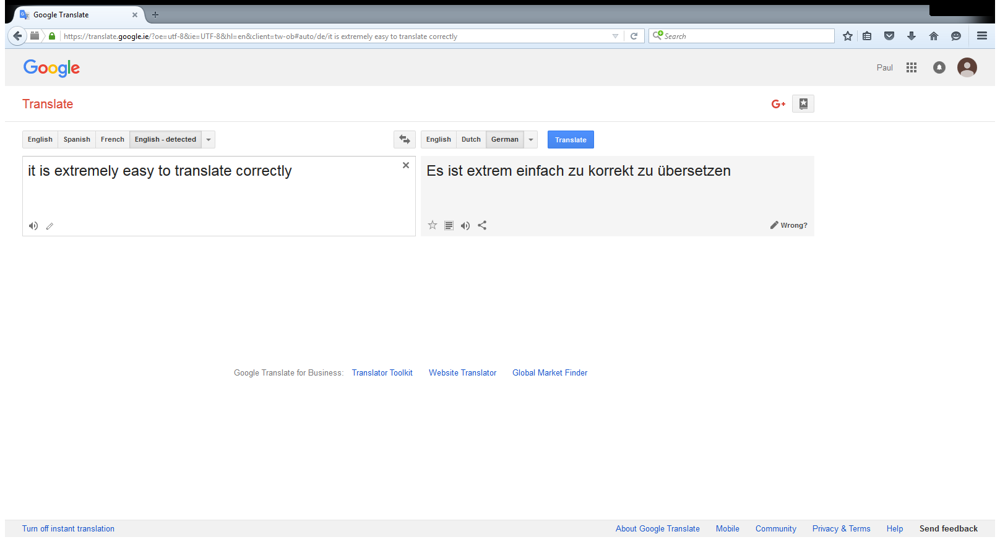 Google Translate
https://translate.google.ie/?oe=utf-8&ie=UTF-8&hl=en&client=tw-ob#auto/de/it is extremely easy to translate correctly
Search
Google
Paul
Translate
G+
English Spanish French English - detected
English Dutch German Translate
it is extremely easy to translate correctly
Es ist extrem einfach zu korrekt zu übersetzen
Wrong?
Google Translate for Business: Translator Toolkit Website Translator Global Market Finder
Turn off instant translation
About Google Translate Mobile Community Privacy & Terms Help Send feedback